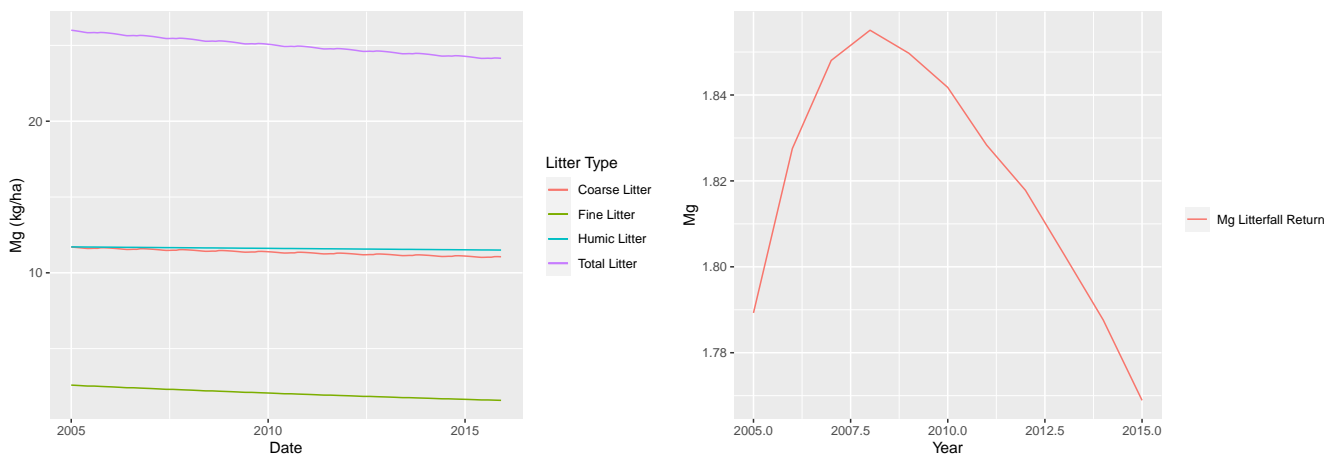 20
10
Mg (kg/ha)
2005
2010
2015
Date
Litter Type
Coarse Litter
Fine Litter
Humic Litter
Total Litter
1.84
1.82
1.80
1.78
Mg
2005.0
2007.5
2010.0
2012.5
2015.0
Year
Mg Litterfall Return